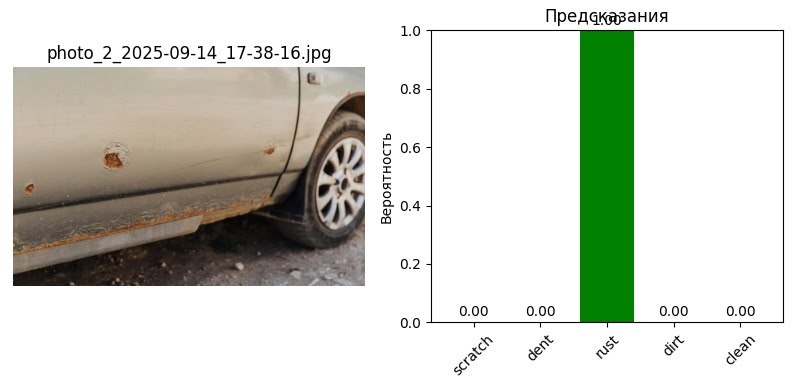 photo_2_2025-09-14_17-38-16.jpg
Предсказания
1.00
Вероятность
1.0
0.8
0.6
0.4
0.2
0.0
0.00
0.00
0.00
0.00
scratch
dent
rust
dirt
clean